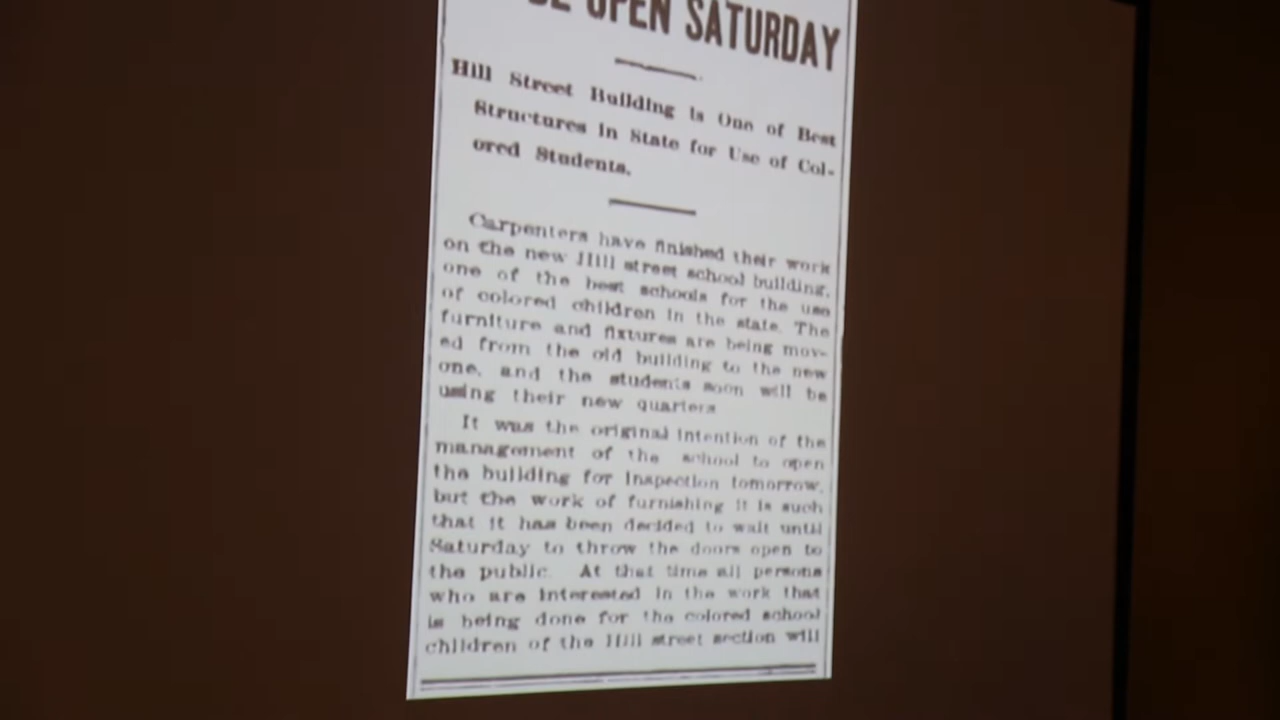 BE OPEN SATURDAY
Hill Street Building is One of Best
Structures in State for Use of Col-
ored Students.
Carpenters have finished their work
on the new Hill street school building,
one of the best schools for the use
of colored children in the state. The
furniture and fixtures are being mov-
ed from the old building to the new
one, and the students soon will be
using their new quarters
It was the original intention of the
management of the school to open
the building for inspection tomorrow,
but the work of furnishing it is such
that it has been decided to wait until
Saturday to throw the doors open to
the public. At that time all persons
who are interested in the work that
is being done for the colored school
children of the Hill street section will